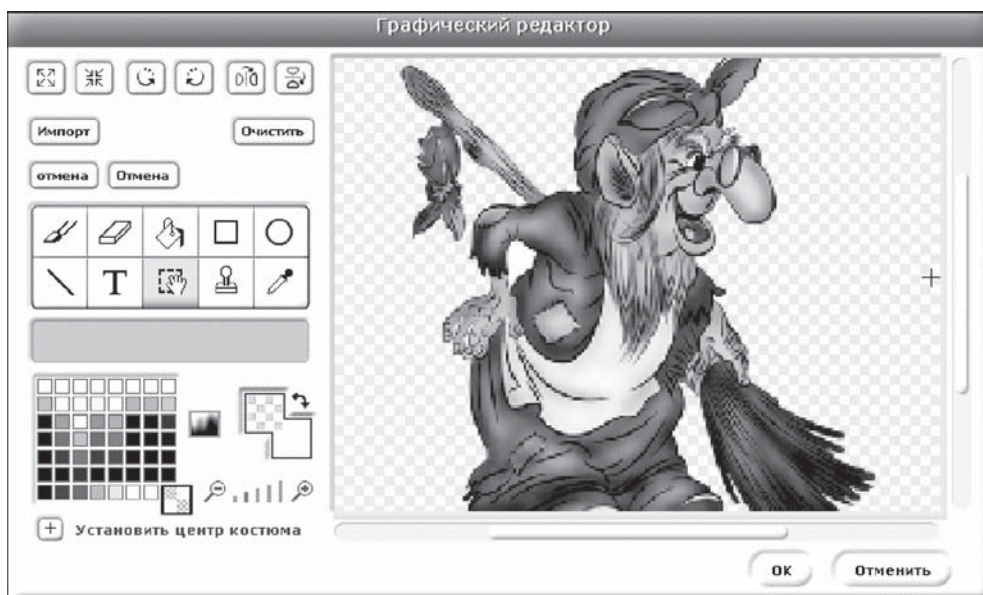 Графический редактор
Импорт
Очистить
отмена
Отмена
T
Установить центр костюма
ОК
Отменить